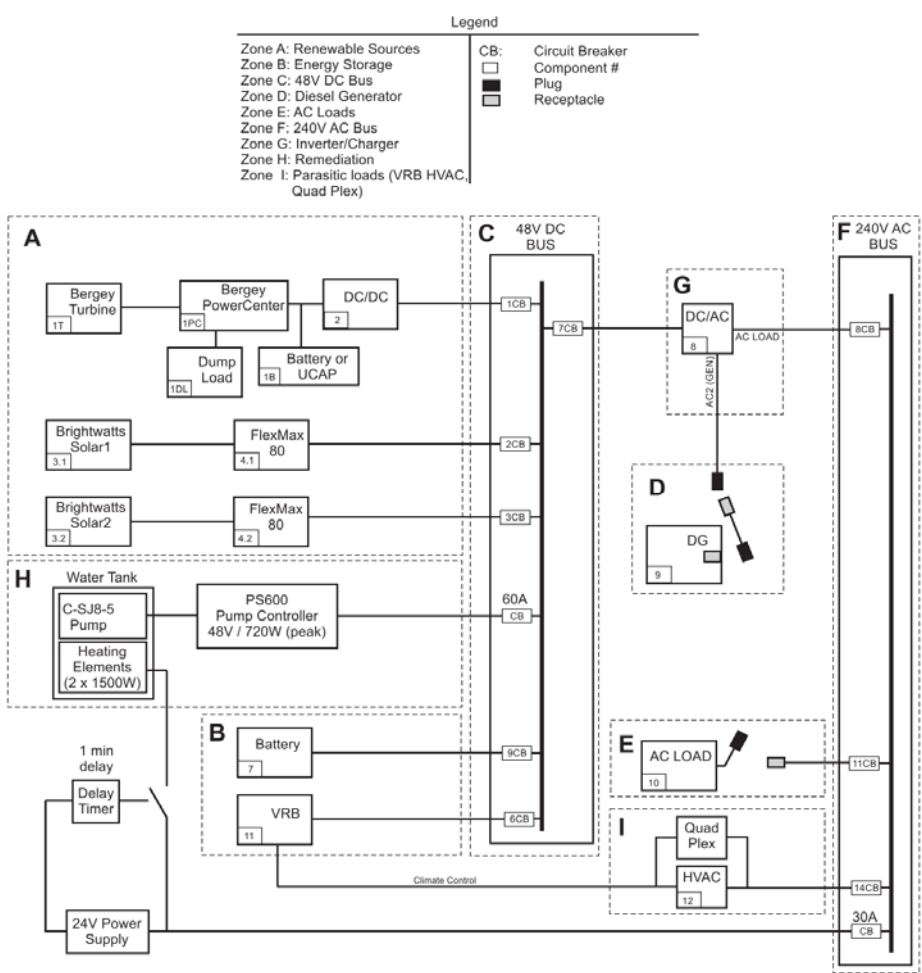 Legend
Zone A: Renewable Sources
Zone B: Energy Storage
Zone C: 48V DC Bus
Zone D: Diesel Generator
Zone E: AC Loads
Zone F: 240V AC Bus
Zone G: Inverter/Charger
Zone H: Remediation
Zone I: Parasitic loads (VRB HVAC,
Quad Plex)
CB: Circuit Breaker
Component #
Plug
Receptacle
A
Bergey
Turbine
1T
Bergey
PowerCenter
1PC
DC/DC
2
Dump
Load
1DL
Battery or
UCAP
1B
Brightwatts
Solar1
3.1
FlexMax
80
4.1
Brightwatts
Solar2
3.2
FlexMax
80
4.2
H
Water Tank
C-SJ8-5
Pump
Heating
Elements
(2 x 1500W)
PS600
Pump Controller
48V / 720W (peak)
B
Battery
7
VRB
11
1 min
delay
Delay
Timer
24V Power
Supply
Climate Control
C
48V DC
BUS
1CB
7CB
2CB
3CB
60A
CB
9CB
6CB
G
DC/AC
8
AC LOAD
AC2 (GEN)
D
DG
9
E
AC LOAD
10
I
Quad
Plex
HVAC
12
F
240V AC
BUS
8CB
11CB
14CB
30A
CB